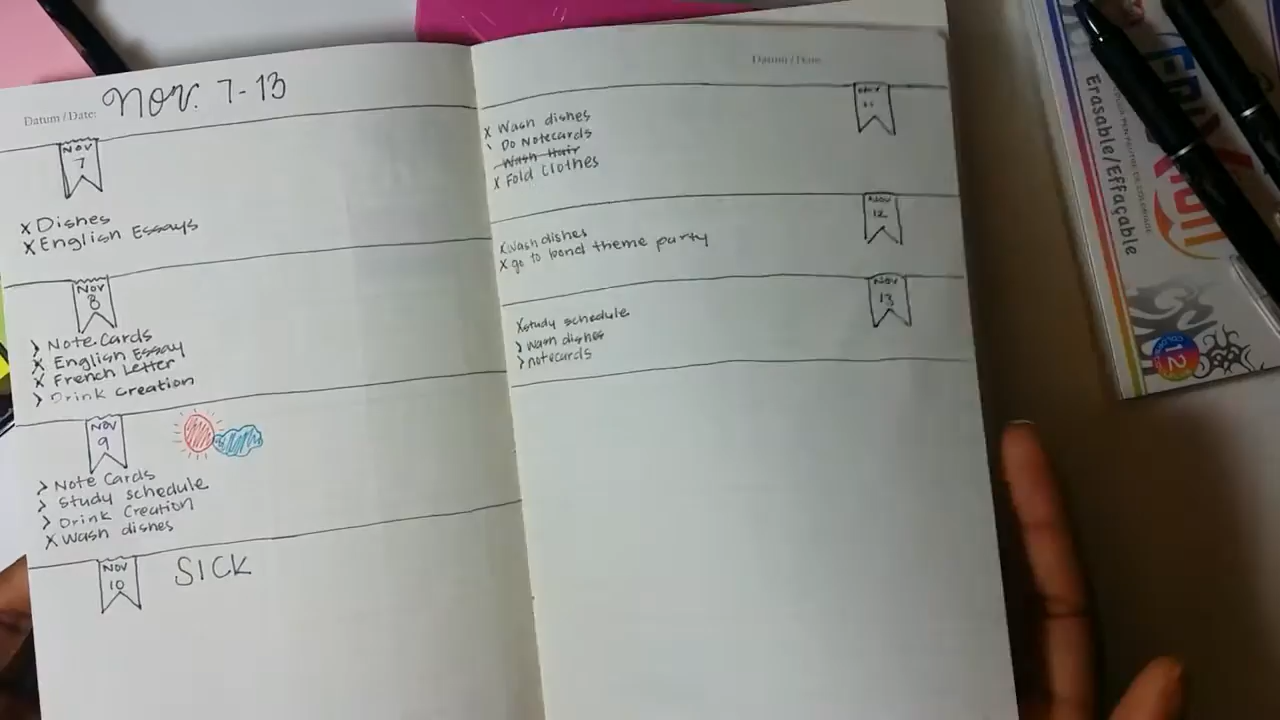 Datum / Date: Nov. 7-13
Nov
7
x Dishes
x English Essays
Nov
8
> Note Cards
x English Essay
x French Letter
> Drink Creation
Nov
9
> Note Cards
> Study schedule
> Drink Creation
x Wash dishes
Nov
10
SICK
Datum / Date:
Nov
11
x Wash dishes
\ Do Notecards
Wash Hair
x Fold Clothes
Nov
12
x Wash dishes
x go to band theme party
Nov
13
x study schedule
> wash dishes
> notecards
Erasable/Effaçable
12